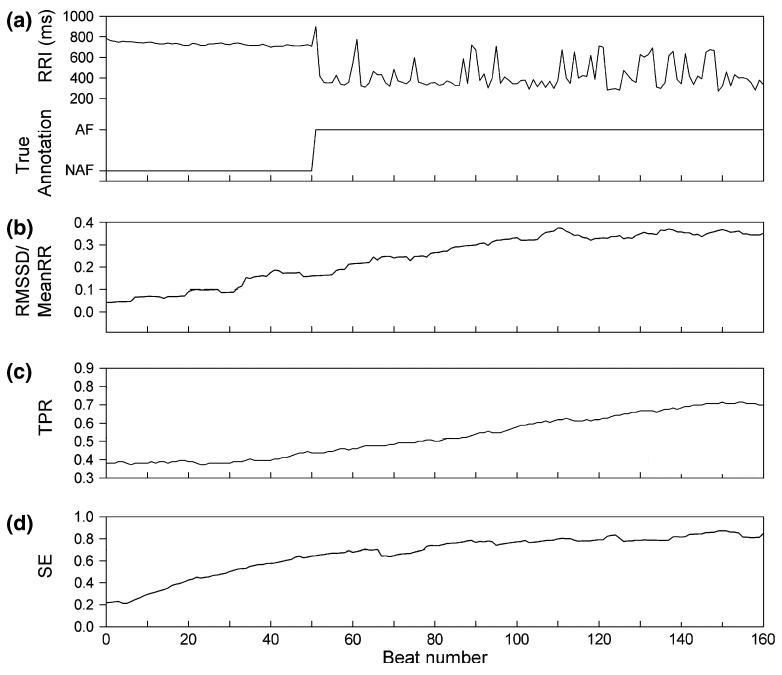 (a)
RRI (ms)
1000
800
600
400
200
True
Annotation
AF
NAF
(b)
RMSSD/
MeanRR
0.4
0.3
0.2
0.1
0.0
(c)
TPR
0.9
0.8
0.7
0.6
0.5
0.4
0.3
(d)
SE
1.0
0.8
0.6
0.4
0.2
0.0
0 20 40 60 80 100 120 140 160
Beat number